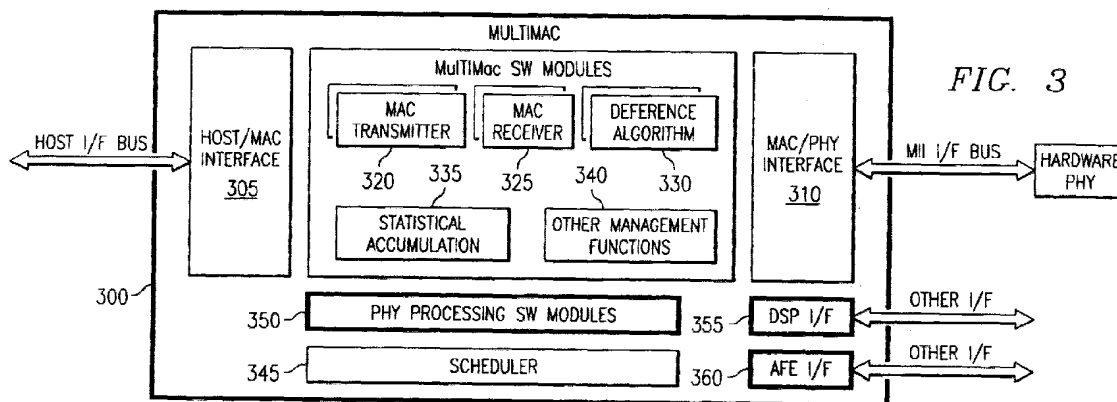 MULTIMAC
MulTIMac SW MODULES
FIG. 3
MAC
TRANSMITTER
MAC
RECEIVER
DEFERENCE
ALGORITHM
HOST I/F BUS
HOST/MAC
INTERFACE
305
MAC/PHY
INTERFACE
310
MII I/F BUS
HARDWARE
PHY
320
335
325
340
330
STATISTICAL
ACCUMULATION
OTHER MANAGEMENT
FUNCTIONS
300
350
PHY PROCESSING SW MODULES
355
DSP I/F
OTHER I/F
345
SCHEDULER
360
AFE I/F
OTHER I/F